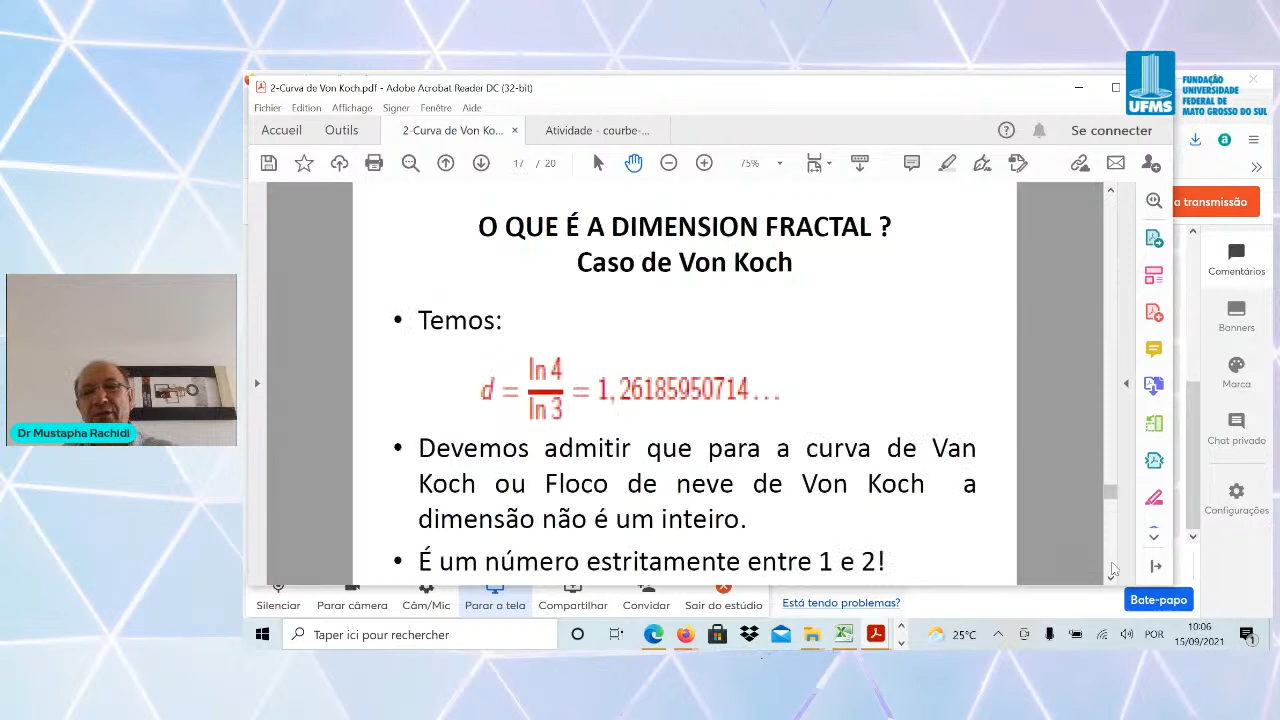 2-Curva de Von Koch.pdf - Adobe Acrobat Reader DC (32-bit)
Fichier Edition Affichage Signer Fenêtre Aide
Accueil Outils 2-Curva de Von Ko... × Atividade - courbe-... Se connecter
17 / 20 75%
UFMS
FUNDAÇÃO
UNIVERSIDADE
FEDERAL DE
MATO GROSSO DO SUL
a transmissão
O QUE É A DIMENSION FRACTAL ?
Caso de Von Koch
• Temos:
d = ln 4 / ln 3 = 1, 26185950714 . . .
• Devemos admitir que para a curva de Van
Koch ou Floco de neve de Von Koch a
dimensão não é um inteiro.
• É um número estritamente entre 1 e 2!
Dr Mustapha Rachidi
Comentários
Banners
Marca
Chat privado
Configurações
Silenciar Parar câmera Câm/Mic Parar a tela Compartilhar Convidar Sair do estúdio
Está tendo problemas?
Bate-papo
Taper ici pour rechercher
25°C
POR
10:06
15/09/2021